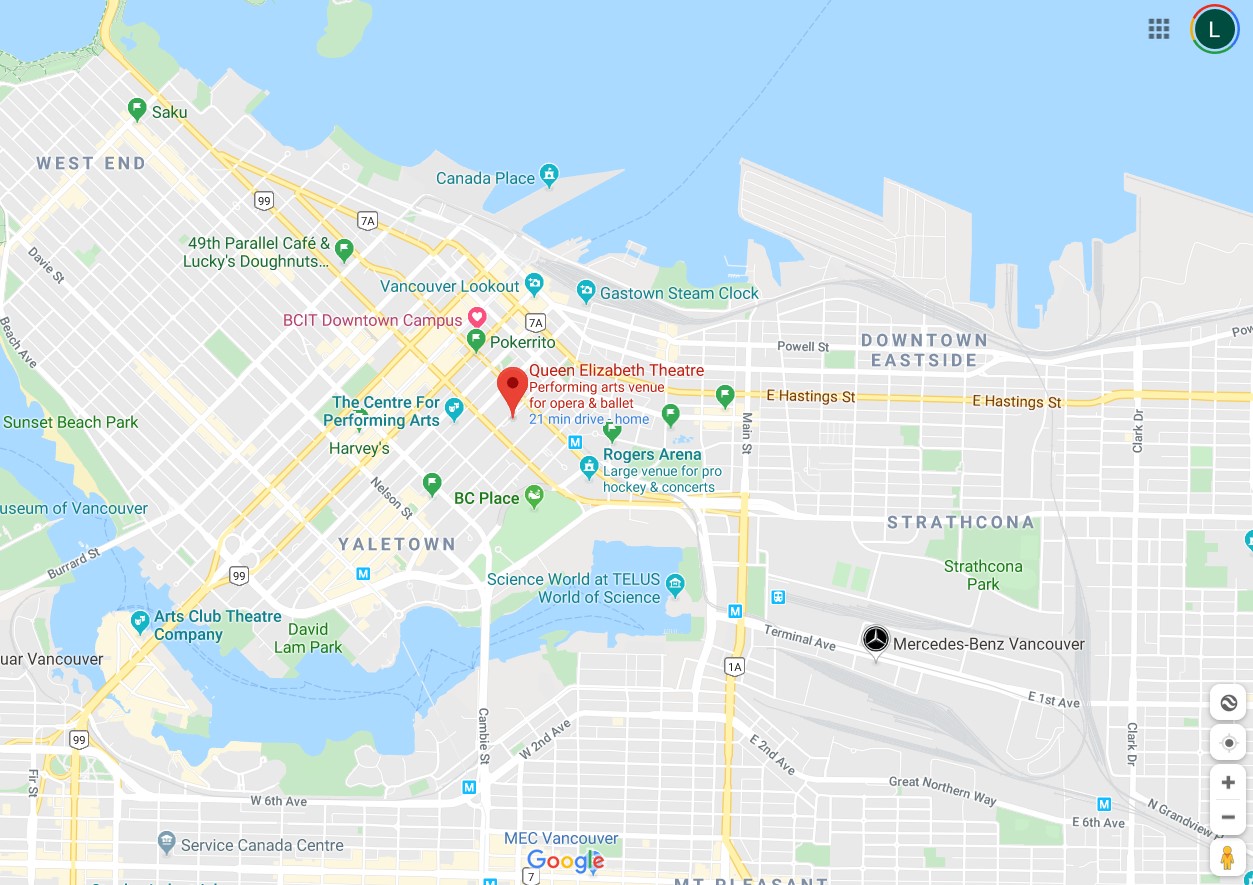 L
Saku
WEST END
Canada Place
99
7A
49th Parallel Café &
Lucky's Doughnuts...
Davie St
Vancouver Lookout
Gastown Steam Clock
BCIT Downtown Campus
7A
Pokerrito
Powell St
DOWNTOWN
EASTSIDE
Beach Ave
Queen Elizabeth Theatre
Performing arts venue
for opera & ballet
21 min drive - home
E Hastings St
E Hastings St
The Centre For
Performing Arts
Sunset Beach Park
Harvey's
M
Main St
Clark Dr
Rogers Arena
Large venue for pro
hockey & concerts
Nelson St
BC Place
useum of Vancouver
STRATHCONA
YALETOWN
Burrard St
99
M
Science World at TELUS
World of Science
Strathcona
Park
M
Arts Club Theatre
Company
David
Lam Park
Terminal Ave
Mercedes-Benz Vancouver
uar Vancouver
1A
E 1st Ave
99
Cambie St
W 2nd Ave
E 2nd Ave
Clark Dr
Fir St
W 6th Ave
M
Great Northern Way
M
N Grandview
E 6th Ave
Service Canada Centre
MEC Vancouver
Google
7
M
MT PLEASANT